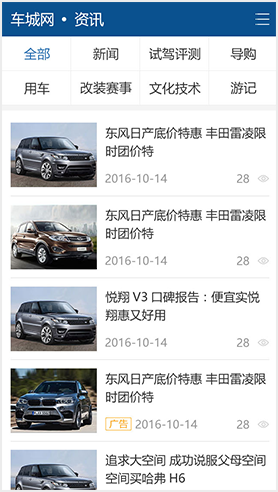 车城网 • 资讯
全部 新闻 试驾评测 导购
用车 改装赛事 文化技术 游记
东风日产底价特惠 丰田雷凌限
时团价特
2016-10-14 28
东风日产底价特惠 丰田雷凌限
时团价特
2016-10-14 28
悦翔 V3 口碑报告：便宜实悦
翔惠又好用
2016-10-14 28
东风日产底价特惠 丰田雷凌限
时团价特
广告 2016-10-14 28
追求大空间 成功说服父母空间
空间买哈弗 H6